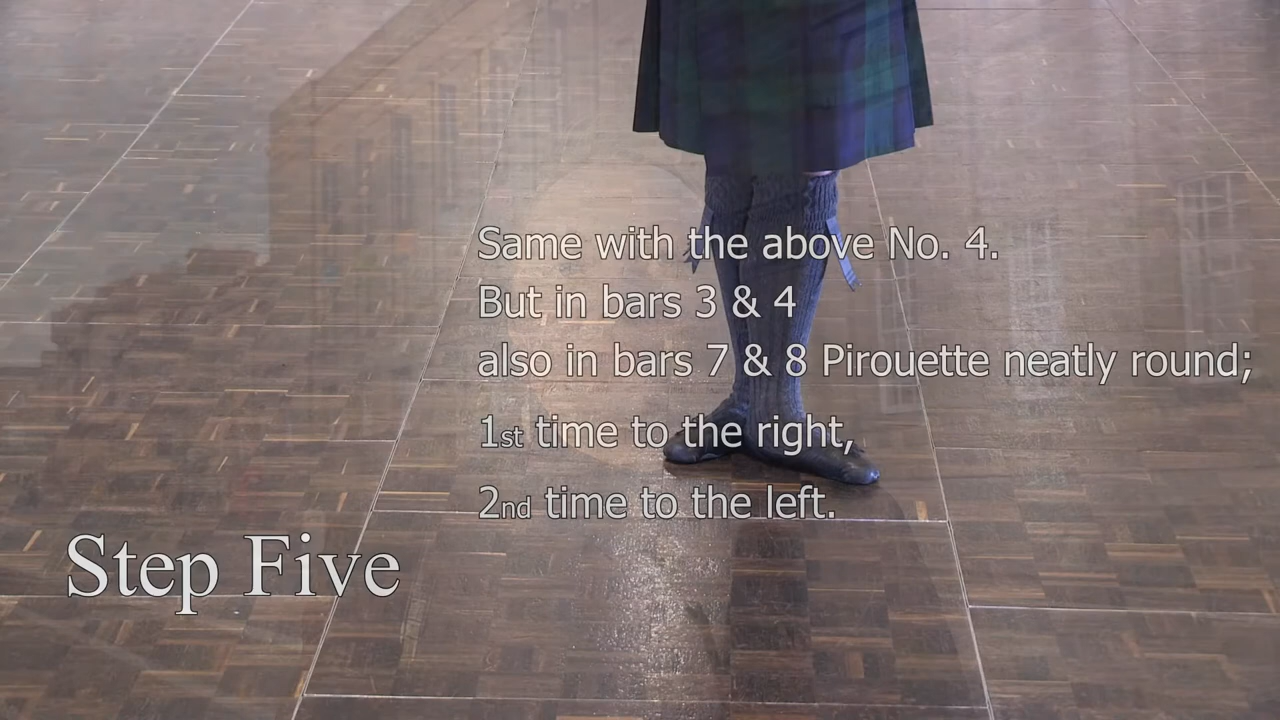 Same with the above No. 4.
But in bars 3 & 4
also in bars 7 & 8 Pirouette neatly round;
1st time to the right,
2nd time to the left.
Step Five